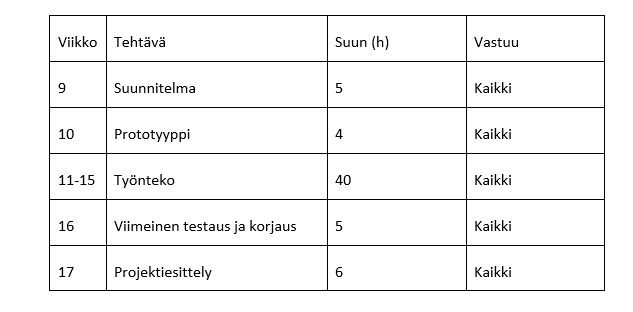 Viikko Tehtävä Suun (h) Vastuu
9 Suunnitelma 5 Kaikki
10 Prototyyppi 4 Kaikki
11-15 Työnteko 40 Kaikki
16 Viimeinen testaus ja korjaus 5 Kaikki
17 Projektiesittely 6 Kaikki